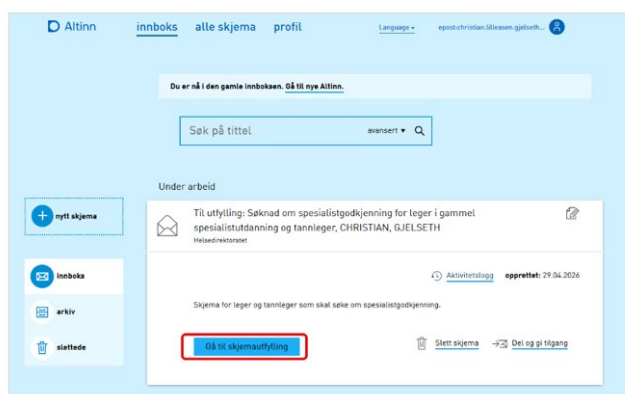 Altinn innboks alle skjema profil Language epost:christian.lilleasen.gjelseth...
Du er nå i den gamle innboksen. Gå til nye Altinn.
Søk på tittel avansert
Under arbeid
nytt skjema
Til utfylling: Søknad om spesialistgodkjenning for leger i gammel
spesialistutdanning og tannleger, CHRISTIAN, GJELSETH
Helsedirektoratet
innboks
Aktivitetslogg opprettet: 29.04.2026
arkiv
Skjema for leger og tannleger som skal søke om spesialistgodkjenning.
slettede
Gå til skjemautfylling Slett skjema Del og gi tilgang